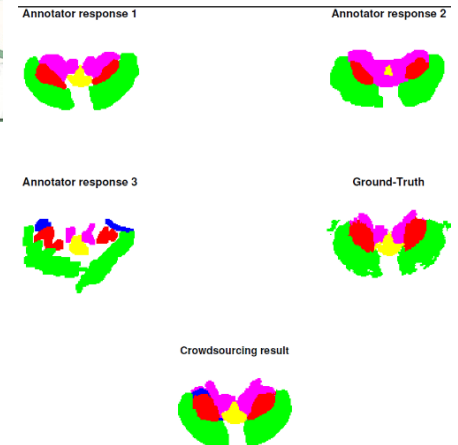 Annotator response 1
Annotator response 2
Annotator response 3
Ground-Truth
Crowdsourcing result